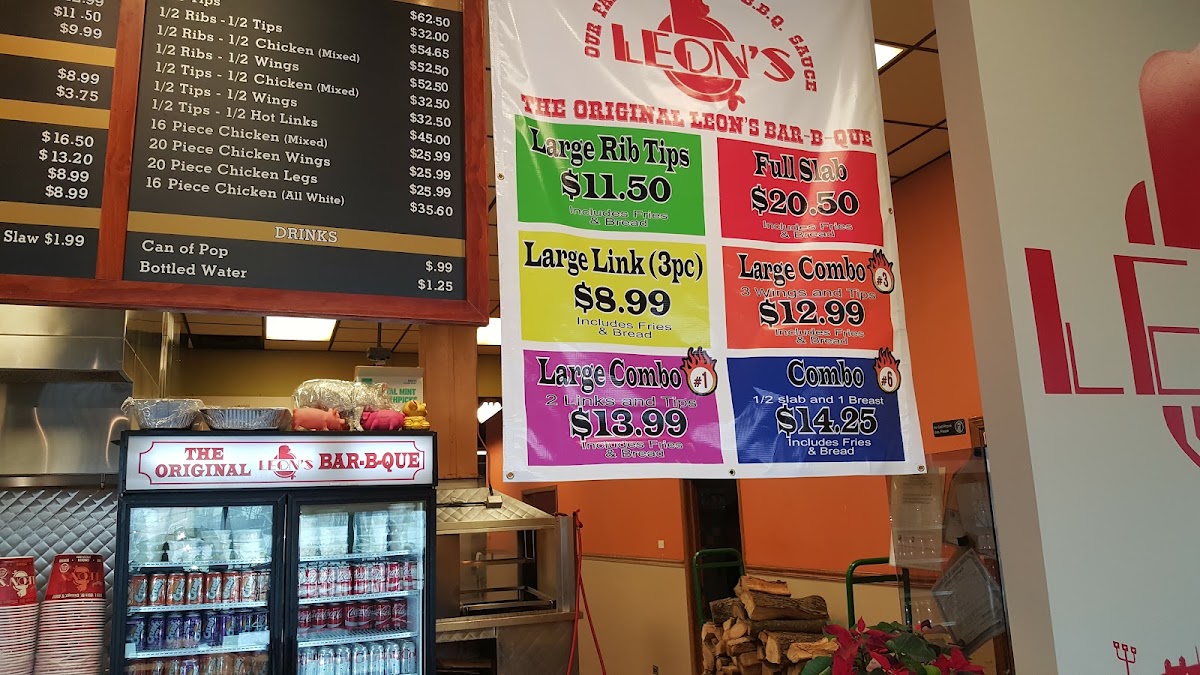 $11.50
$9.99
$8.99
$3.75
$16.50
$13.20
$8.99
$8.99
Slaw $1.99
Tips $62.50
1/2 Ribs - 1/2 Tips $32.00
1/2 Ribs - 1/2 Chicken (Mixed) $54.65
1/2 Ribs - 1/2 Wings $52.50
1/2 Tips - 1/2 Chicken (Mixed) $52.50
1/2 Tips - 1/2 Wings $32.50
1/2 Tips - 1/2 Hot Links $32.50
16 Piece Chicken (Mixed) $45.00
20 Piece Chicken Wings $25.99
20 Piece Chicken Legs $25.99
16 Piece Chicken (All White) $25.99
$35.60
DRINKS
Can of Pop $.99
Bottled Water $1.25
OUR B.B.Q. SAUCE
LEON'S
THE ORIGINAL LEON'S BAR-B-QUE
Large Rib Tips
$11.50
Includes Fries
& Bread
Full Slab
$20.50
Includes Fries
& Bread
Large Link (3pc)
$8.99
Includes Fries
& Bread
Large Combo #3
3 Wings and Tips
$12.99
Includes Fries
& Bread
Large Combo #1
2 Links and Tips
$13.99
Includes Fries
& Bread
Combo #6
1/2 slab and 1 Breast
$14.25
Includes Fries
& Bread
THE
ORIGINAL LEON'S BAR-B-QUE
LE